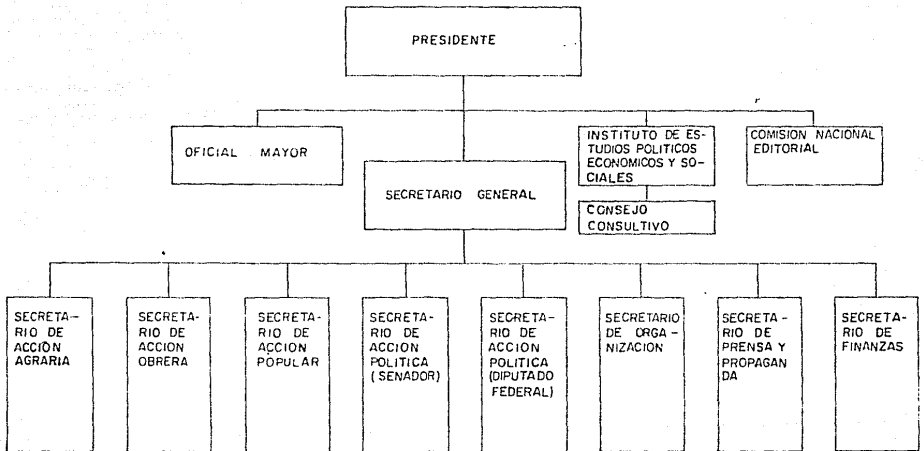 PRESIDENTE
OFICIAL MAYOR
INSTITUTO DE ES-
TUDIOS POLITICOS
ECONOMICOS Y SO-
CIALES
COMISION NACIONAL
EDITORIAL
SECRETARIO GENERAL
CONSEJO
CONSULTIVO
SECRETA-
RIO DE
ACCION
AGRARIA
SECRETA-
RIO DE
ACCION
OBRERA
SECRETA-
RIO DE
ACCION
POPULAR
SECRETA-
RIO DE
ACCION
POLITICA
(SENADOR)
SECRETA-
RIO DE
ACCION
POLITICA
(DIPUTADO
FEDERAL)
SECRETARIO
DE ORGA-
NIZACION
SECRETA-
RIO DE
PRENSA Y
PROPAGAN
DA
SECRETA-
RIO DE
FINANZAS